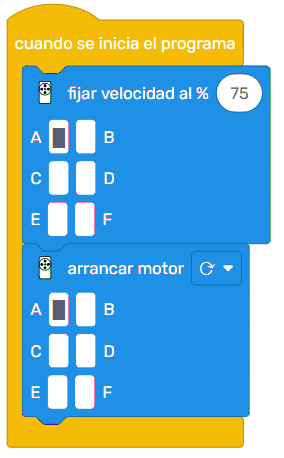 cuando se inicia el programa
fijar velocidad al % 75
A B
C D
E F
arrancar motor
A B
C D
E F